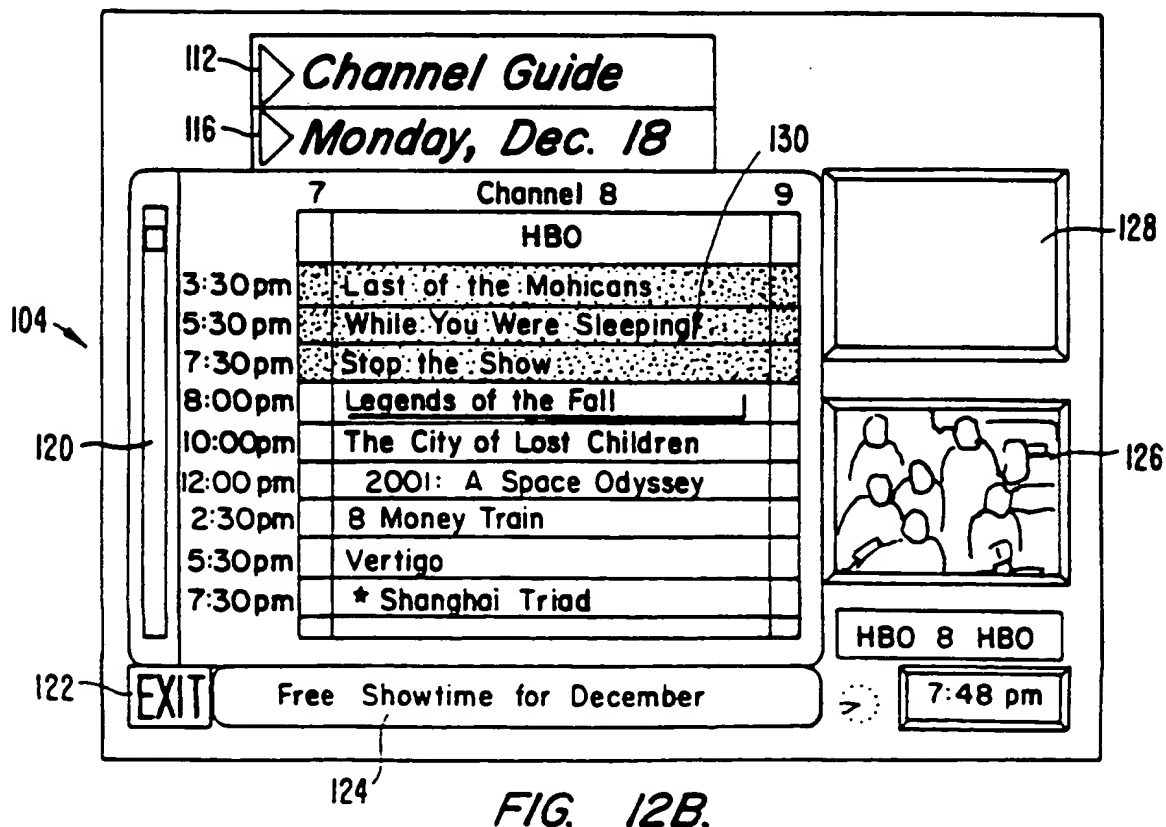 112 Channel Guide
116 Monday, Dec. 18
130
7 Channel 8 9
HBO
128
3:30pm Last of the Mohicans
104
5:30 pm While You Were Sleeping
7:30pm Stop the Show
8:00pm Legends of the Fall
120
10:00pm The City of Lost Children
126
12:00 pm 2001: A Space Odyssey
2:30pm 8 Money Train
5:30pm Vertigo
7:30pm * Shanghai Triad
HBO 8 HBO
122 EXIT Free Showtime for December 7:48 pm
124
FIG. 12B.